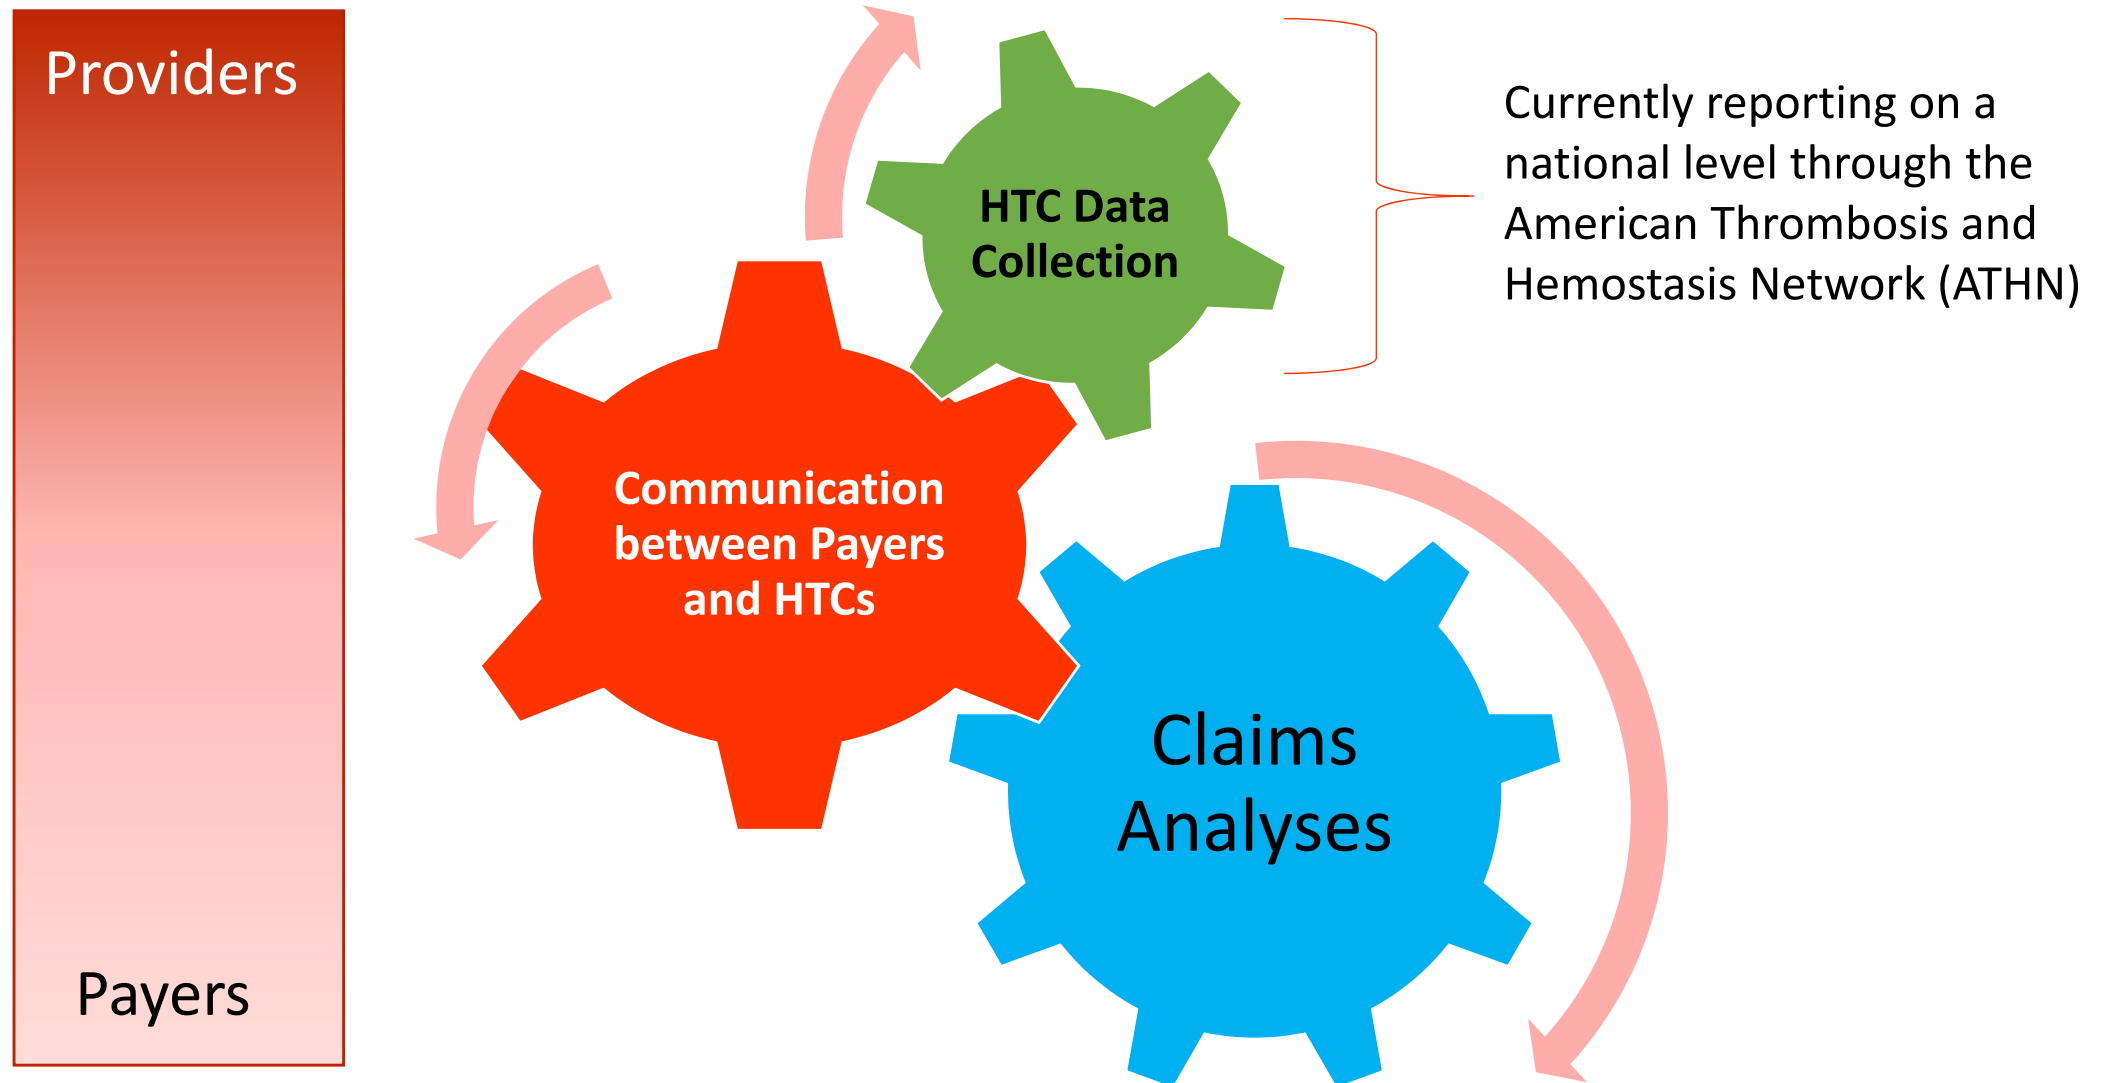 Providers
HTC Data
Collection
Currently reporting on a
national level through the
American Thrombosis and
Hemostasis Network (ATHN)
Communication
between Payers
and HTCs
Claims
Analyses
Payers